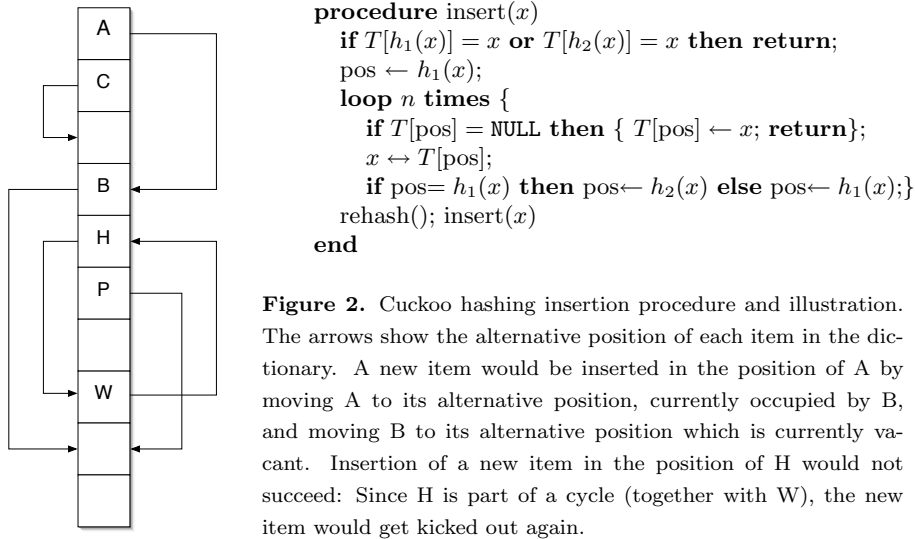 A
C
B
H
P
W
procedure insert(x)
if T[h₁(x)] = x or T[h₂(x)] = x then return;
pos ← h₁(x);
loop n times {
if T[pos] = NULL then { T[pos] ← x; return};
x ↔ T[pos];
if pos= h₁(x) then pos← h₂(x) else pos← h₁(x);}
rehash(); insert(x)
end
Figure 2. Cuckoo hashing insertion procedure and illustration.
The arrows show the alternative position of each item in the dic-
tionary. A new item would be inserted in the position of A by
moving A to its alternative position, currently occupied by B,
and moving B to its alternative position which is currently va-
cant. Insertion of a new item in the position of H would not
succeed: Since H is part of a cycle (together with W), the new
item would get kicked out again.